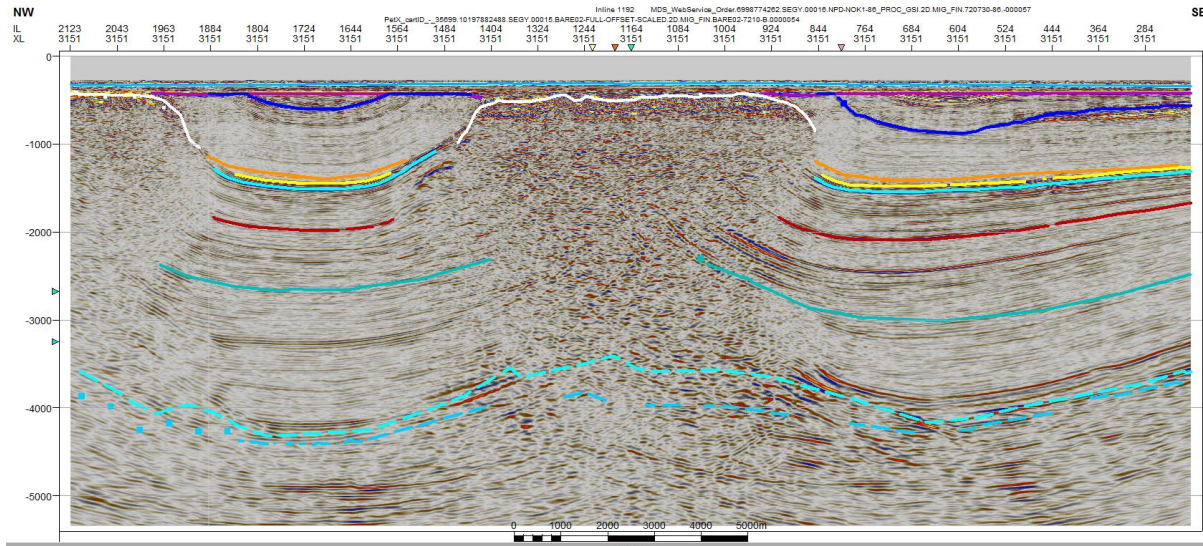 Inline 1192 MDS_WebService_Order.6998774262.SEGY.00016.NPD-NOK1-86_PROC_GSI.2D.MIG_FIN.720730-86.-000057
NW SE
PetX_cartID_-_35699.10197882488.SEGY.00015.BARE02-FULL-OFFSET-SCALED.2D.MIG_FIN.BARE02-7210-B.0000054
IL 2123 2043 1963 1884 1804 1724 1644 1564 1484 1404 1324 1244 1164 1084 1004 924 844 764 684 604 524 444 364 284
XL 3151 3151 3151 3151 3151 3151 3151 3151 3151 3151 3151 3151 3151 3151 3151 3151 3151 3151 3151 3151 3151 3151 3151 3151
0
-1000
-2000
-3000
-4000
-5000
0 1000 2000 3000 4000 5000m